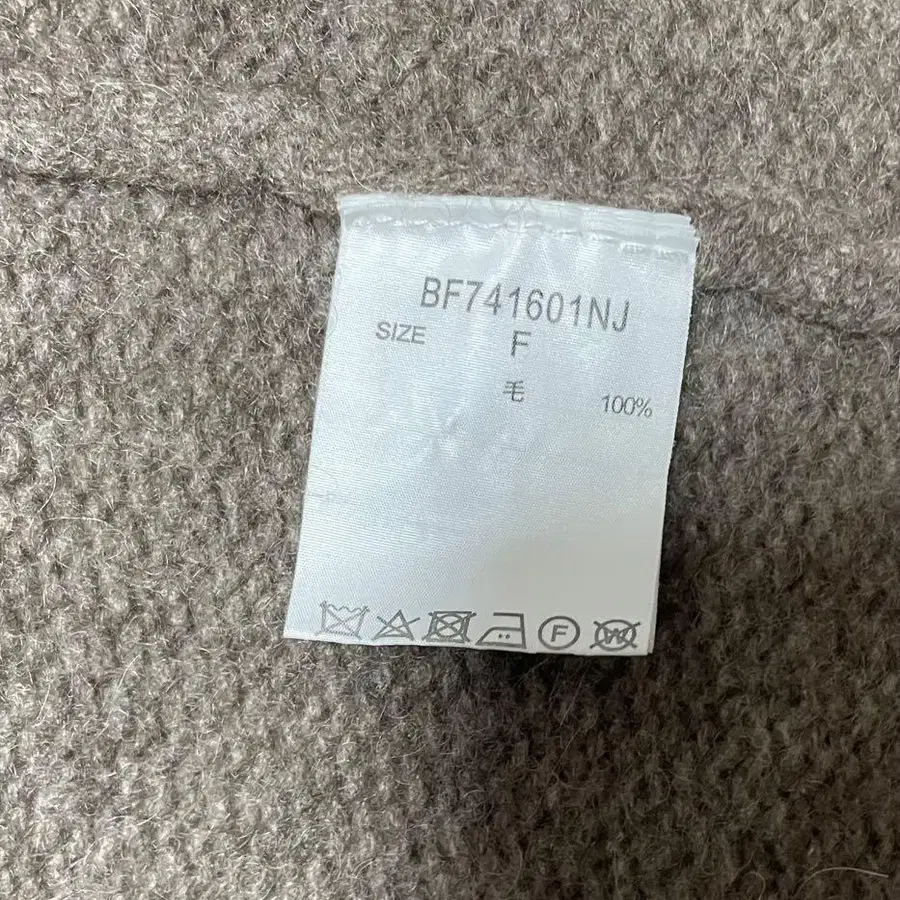 BF741601NJ
SIZE F
毛 100%
F W